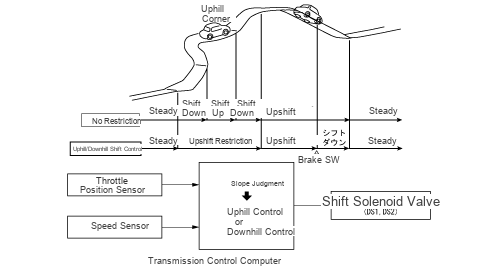 Uphill
Corner
No Restriction
Steady
Shift
Down
Shift
Up
Shift
Down
Upshift
Steady
Uphill/Downhill Shift Control
Steady
Upshift Restriction
Upshift
シフト
ダウン
Steady
Brake SW
Throttle
Position Sensor
Speed Sensor
Slope Judgment
Uphill Control
or
Downhill Control
Shift Solenoid Valve
(DS1, DS2)
Transmission Control Computer